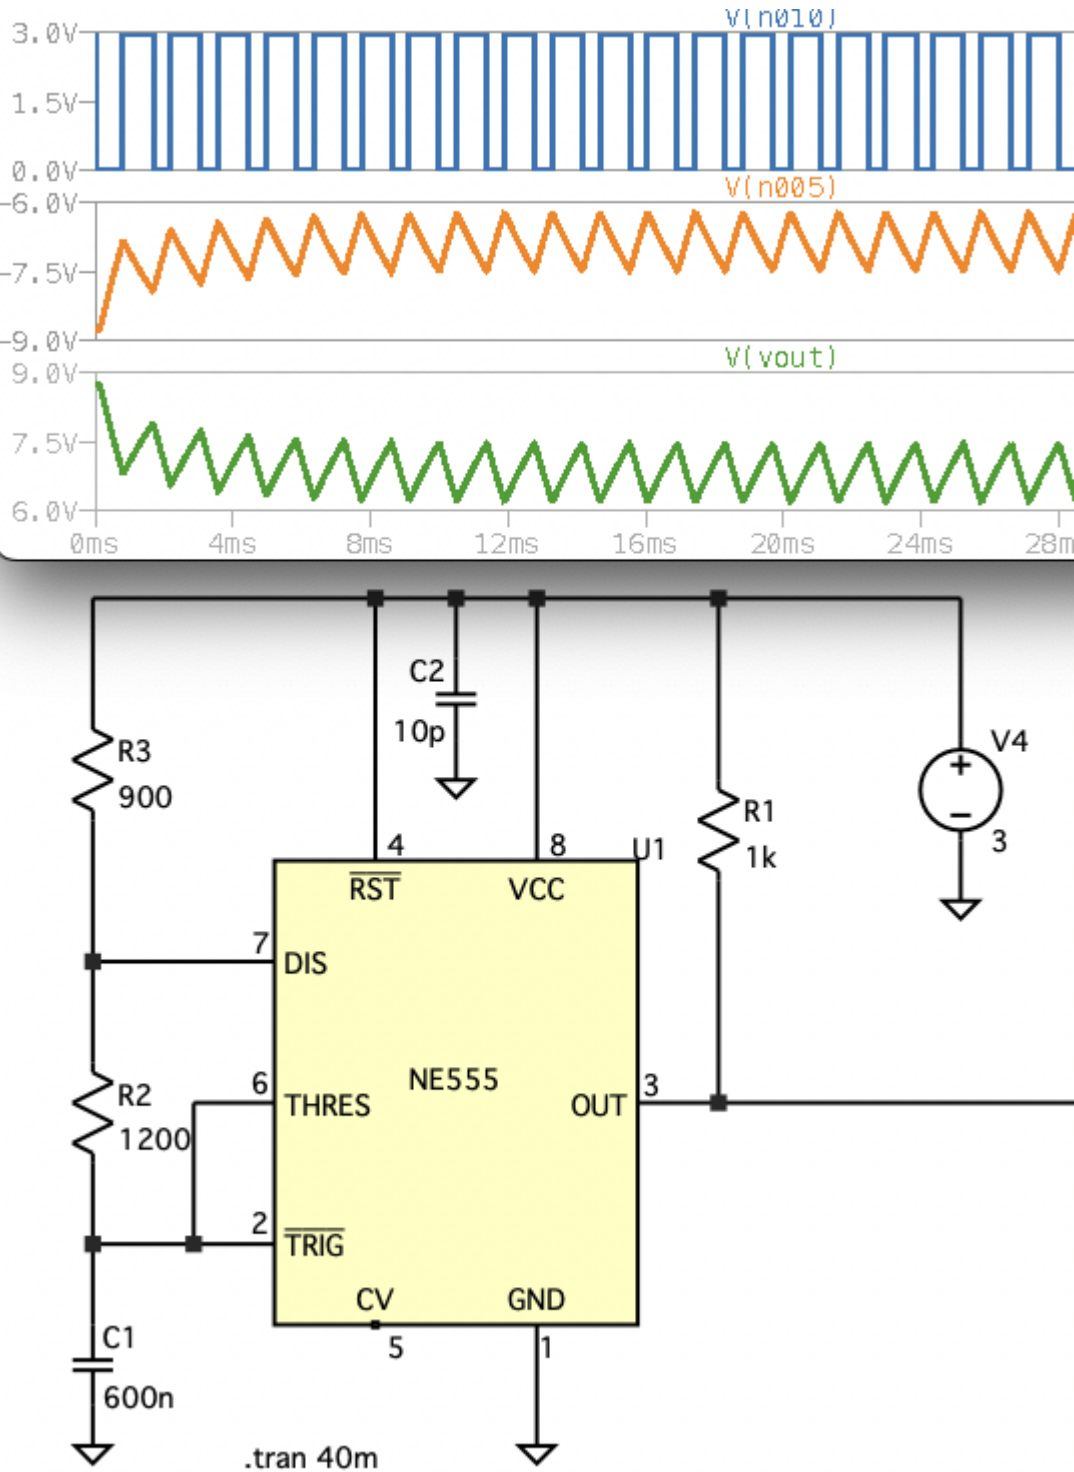 V(n010)
3.0V
1.5V
0.0V
V(n005)
-6.0V
-7.5V
-9.0V
V(vout)
9.0V
7.5V
6.0V
0ms 4ms 8ms 12ms 16ms 20ms 24ms 28m
C2
10p
R3
900
V4
3
R1
1k
4 8 U1
RST VCC
7 DIS
NE555
6 THRES
OUT 3
R2
1200
2 TRIG
CV GND
5 1
C1
600n
.tran 40m